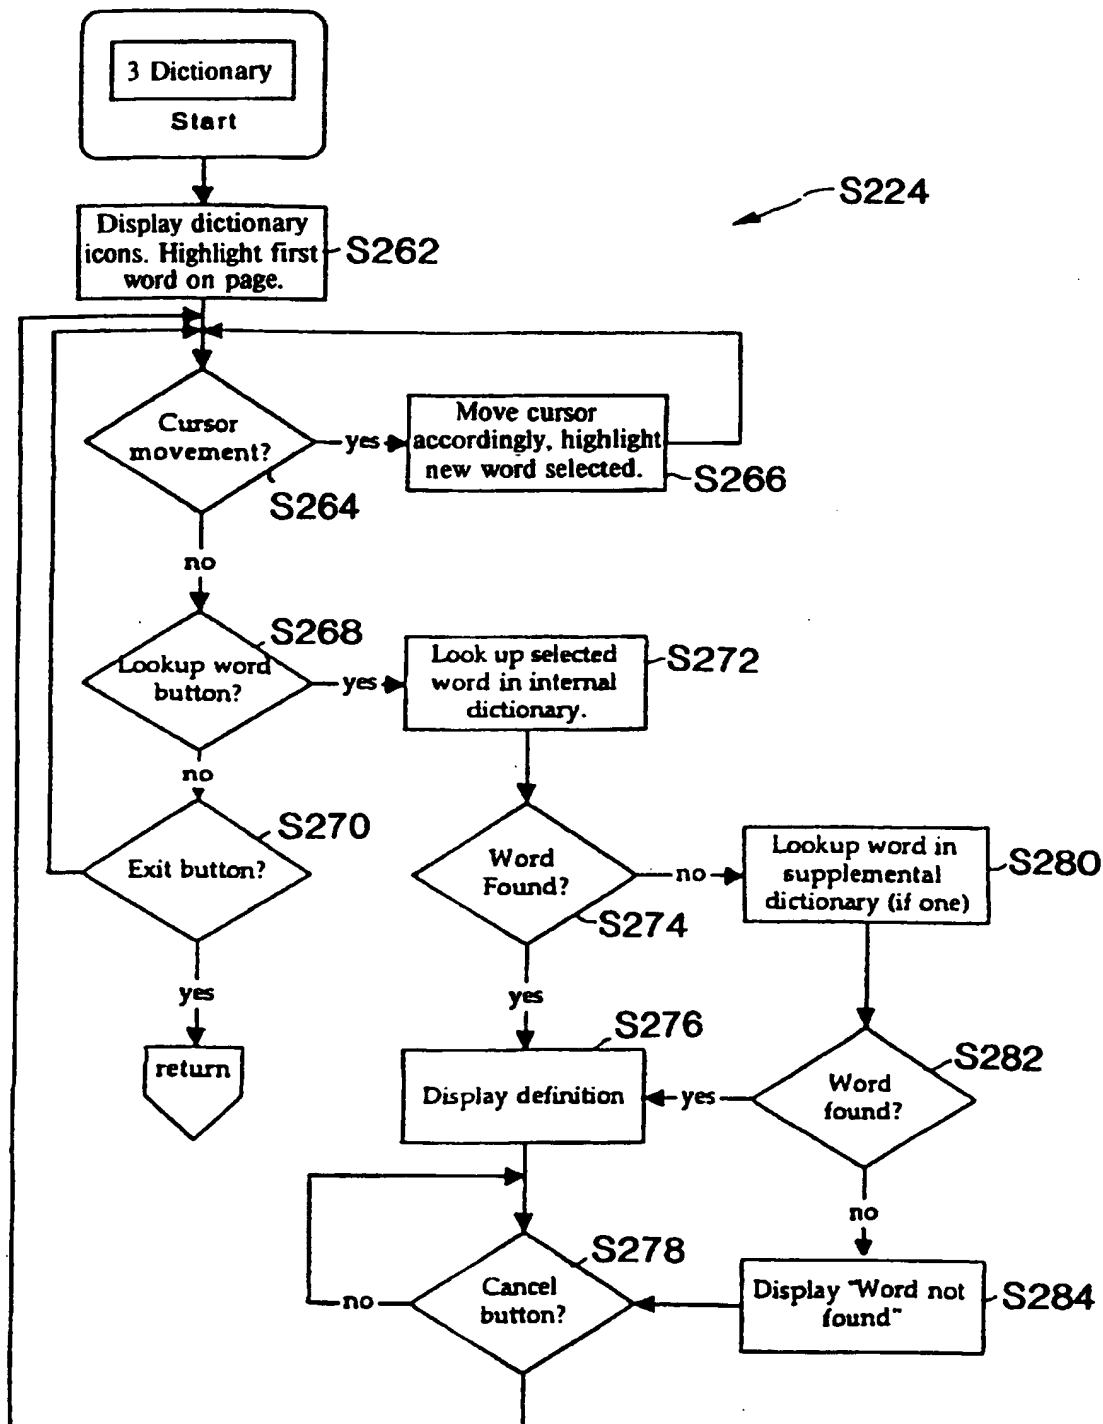 3 Dictionary
Start
S224
Display dictionary
icons. Highlight first
word on page.
S262
Cursor
movement?
S264
yes
Move cursor
accordingly, highlight
new word selected.
S266
no
Lookup word
button?
S268
yes
Look up selected
word in internal
dictionary.
S272
no
Exit button?
S270
yes
return
Word
Found?
S274
no
Lookup word in
supplemental
dictionary (if one)
S280
yes
Display definition
S276
yes
Word
found?
S282
no
Cancel
button?
S278
no
Display "Word not
found"
S284